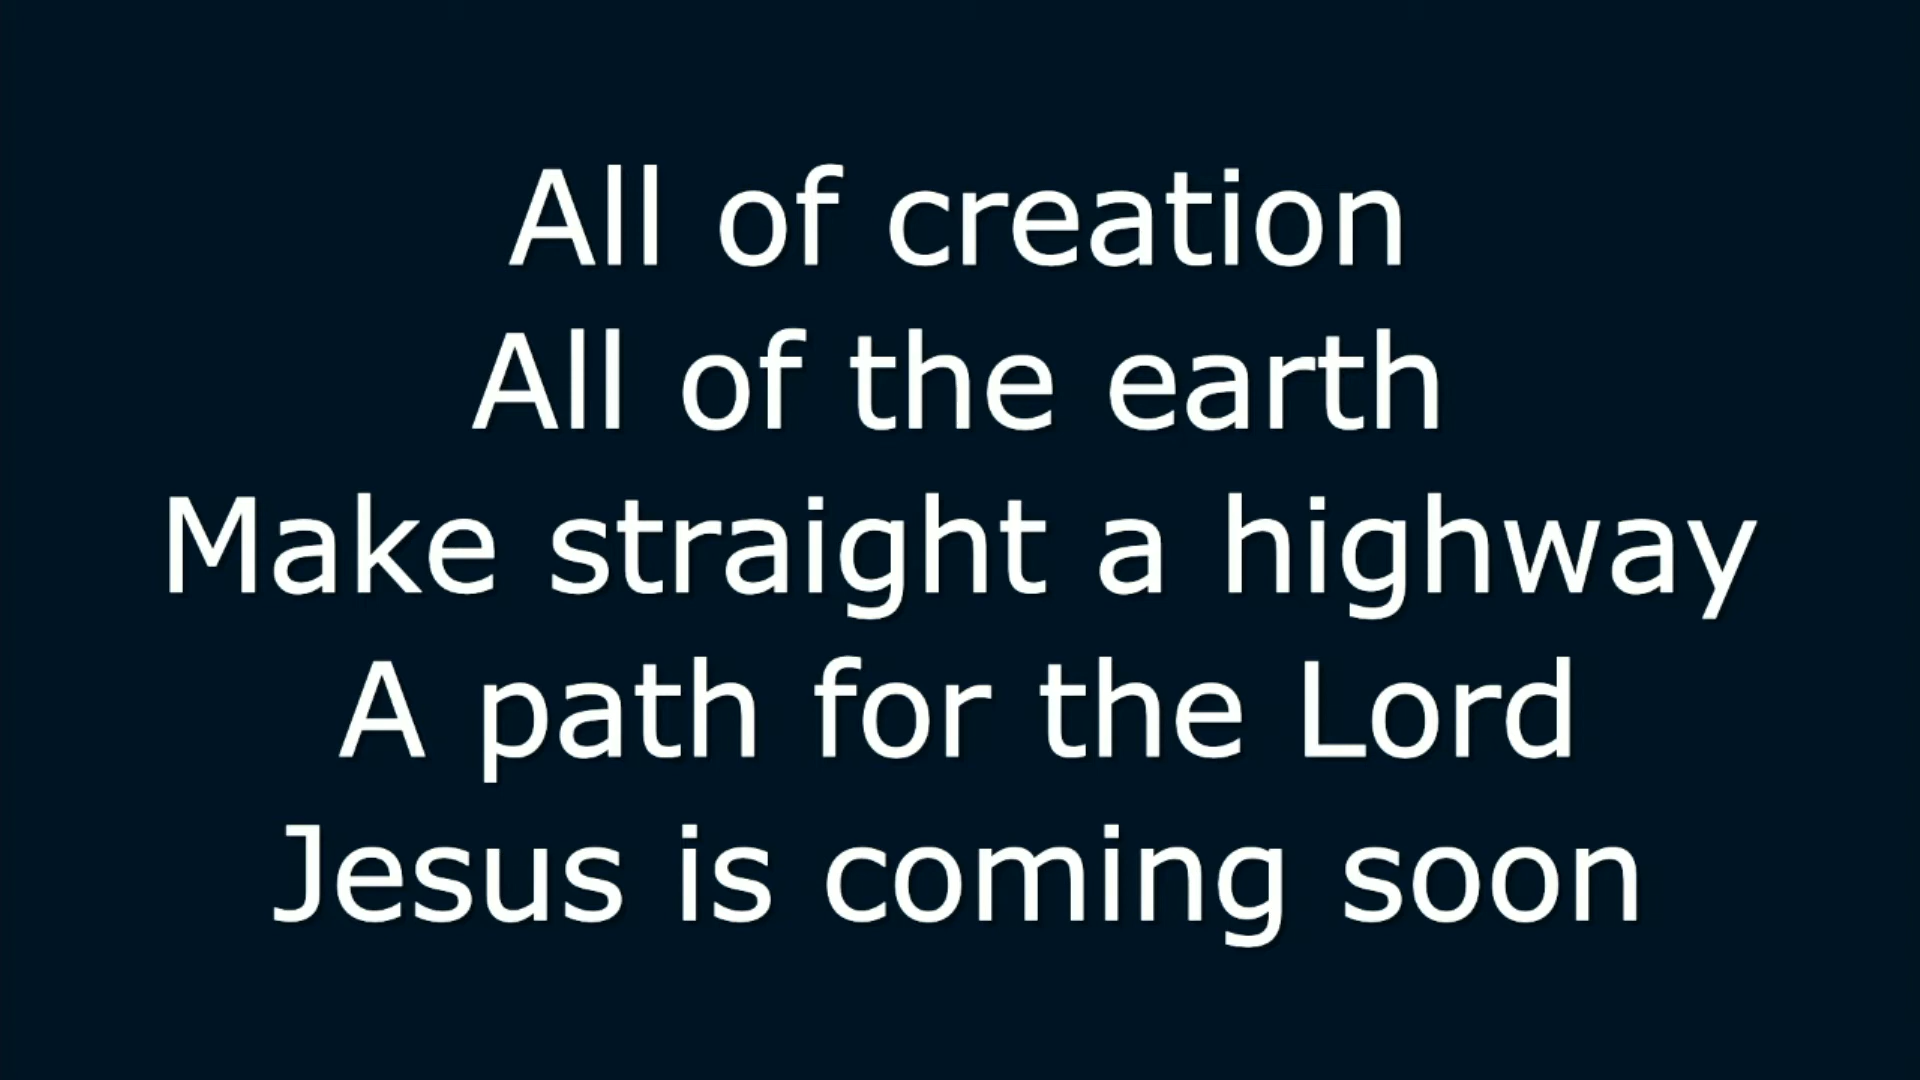 All of creation
All of the earth
Make straight a highway
A path for the Lord
Jesus is coming soon